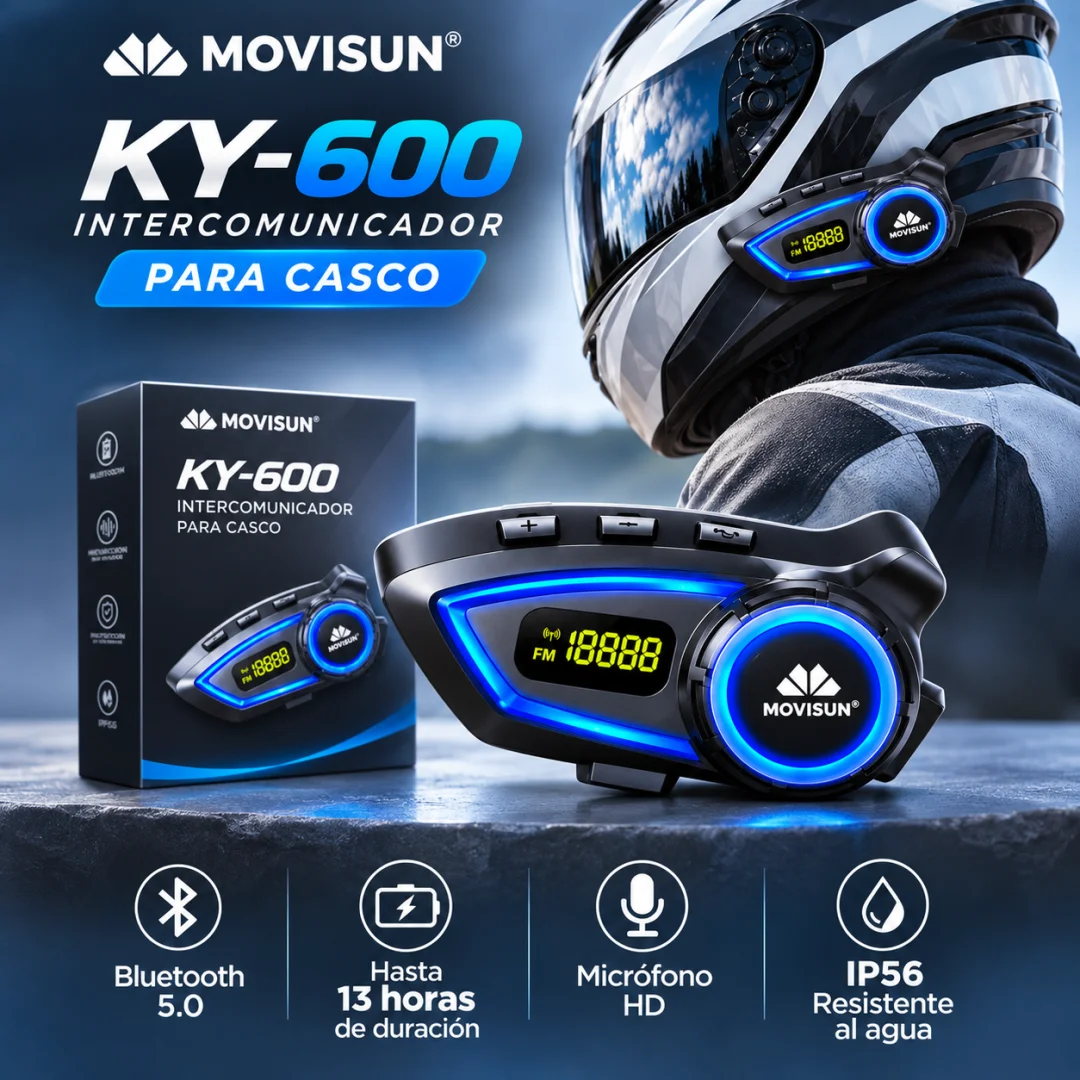 MOVISUN®
KY-600
INTERCOMUNICADOR
PARA CASCO
FM 18888
MOVISUN
MOVISUN®
KY-600
INTERCOMUNICADOR
PARA CASCO
FM 18888
MOVISUN
FM 18888
MOVISUN®
Bluetooth
5.0
Hasta
13 horas
de duración
Micrófono
HD
IP56
Resistente
al agua